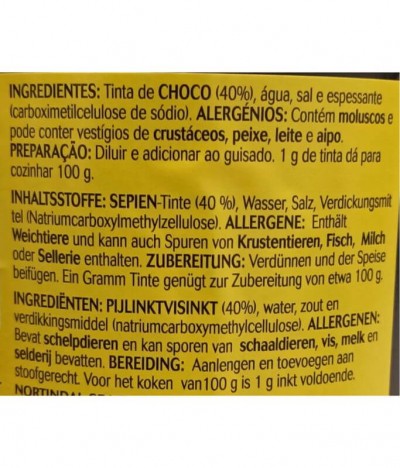 INGREDIENTES: Tinta de CHOCO (40%), água, sal e espessante
(carboximetilcelulose de sódio). ALERGÉNIOS: Contém moluscos e
pode conter vestígios de crustáceos, peixe, leite e aipo.
PREPARAÇÃO: Diluir e adicionar ao guisado. 1 g de tinta dá para
cozinhar 100 g.
INHALTSSTOFFE: SEPIEN-Tinte (40 %), Wasser, Salz, Verdickungsmit
tel (Natriumcarboxylmethylzellulose). ALLERGENE: Enthält
Weichtiere und kann auch Spuren von Krustentieren, Fisch, Milch
oder Sellerie enthalten. ZUBEREITUNG: Verdünnen und der Speise
beifügen. Ein Gramm Tinte genügt zur Zubereitung von etwa 100 g.
INGREDIËNTEN: PIJLINKTVISINKT (40%), water, zout en
verdikkingsmiddel (natriumcarboxymethylcellulose). ALLERGENEN:
Bevat schelpdieren en kan sporen van schaaldieren, vis, melk en
selderij bevatten. BEREIDING: Aanlengen en toevoegen aan
stoofgerecht. Voor het koken van 100 g is 1 g inkt voldoende.